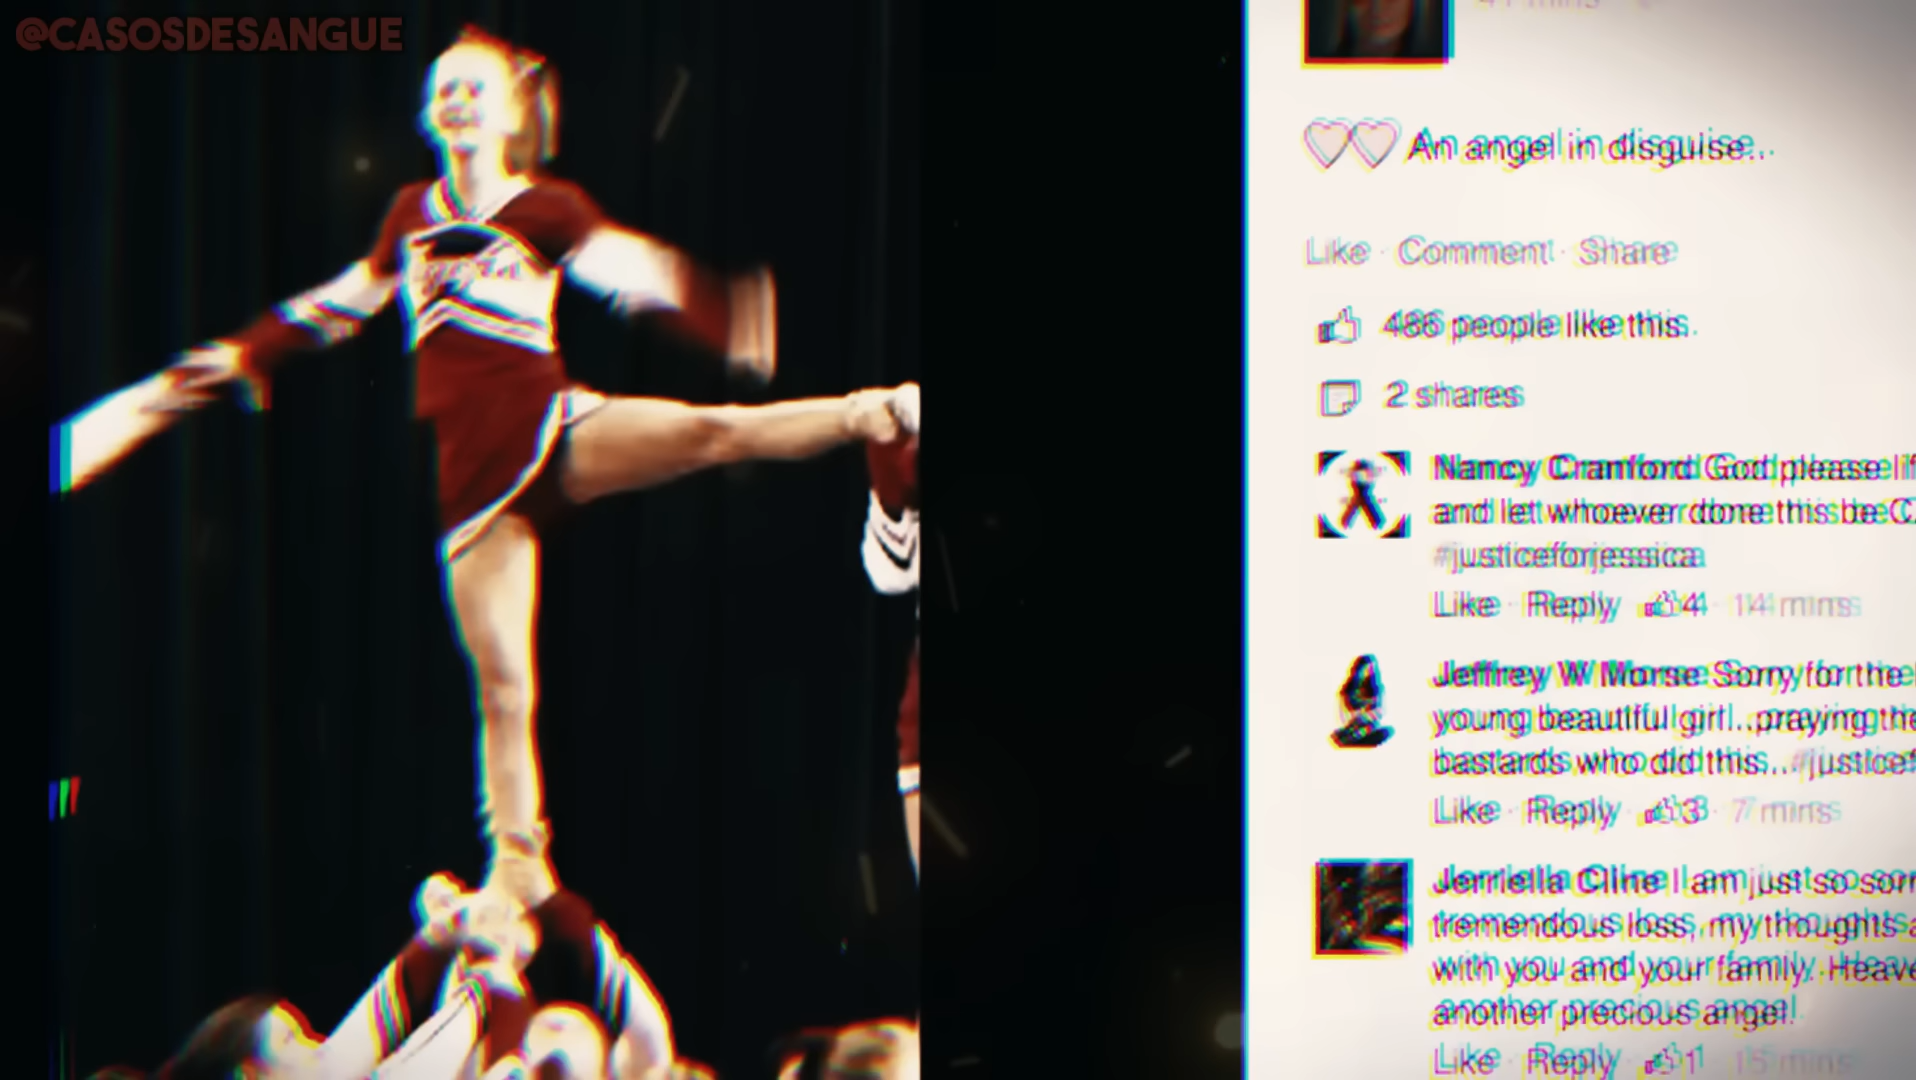 @CASOSDESANGUE
An angel in disguise...
Like · Comment · Share
486 people like this.
2 shares
Nancy Cranford God please
and let whoever done this be
#justiceforjessica
Like · Reply · 4 · 14 mins
Jeffrey W Morse Sorry for the
young beautiful girl...praying
bastards who did this...
Like · Reply · 3 · 7 mins
Jerriella Cline I am just so
tremendous loss, my thoughts
with you and your family.
another precious angel.
Like · Reply · 1 · 15 mins